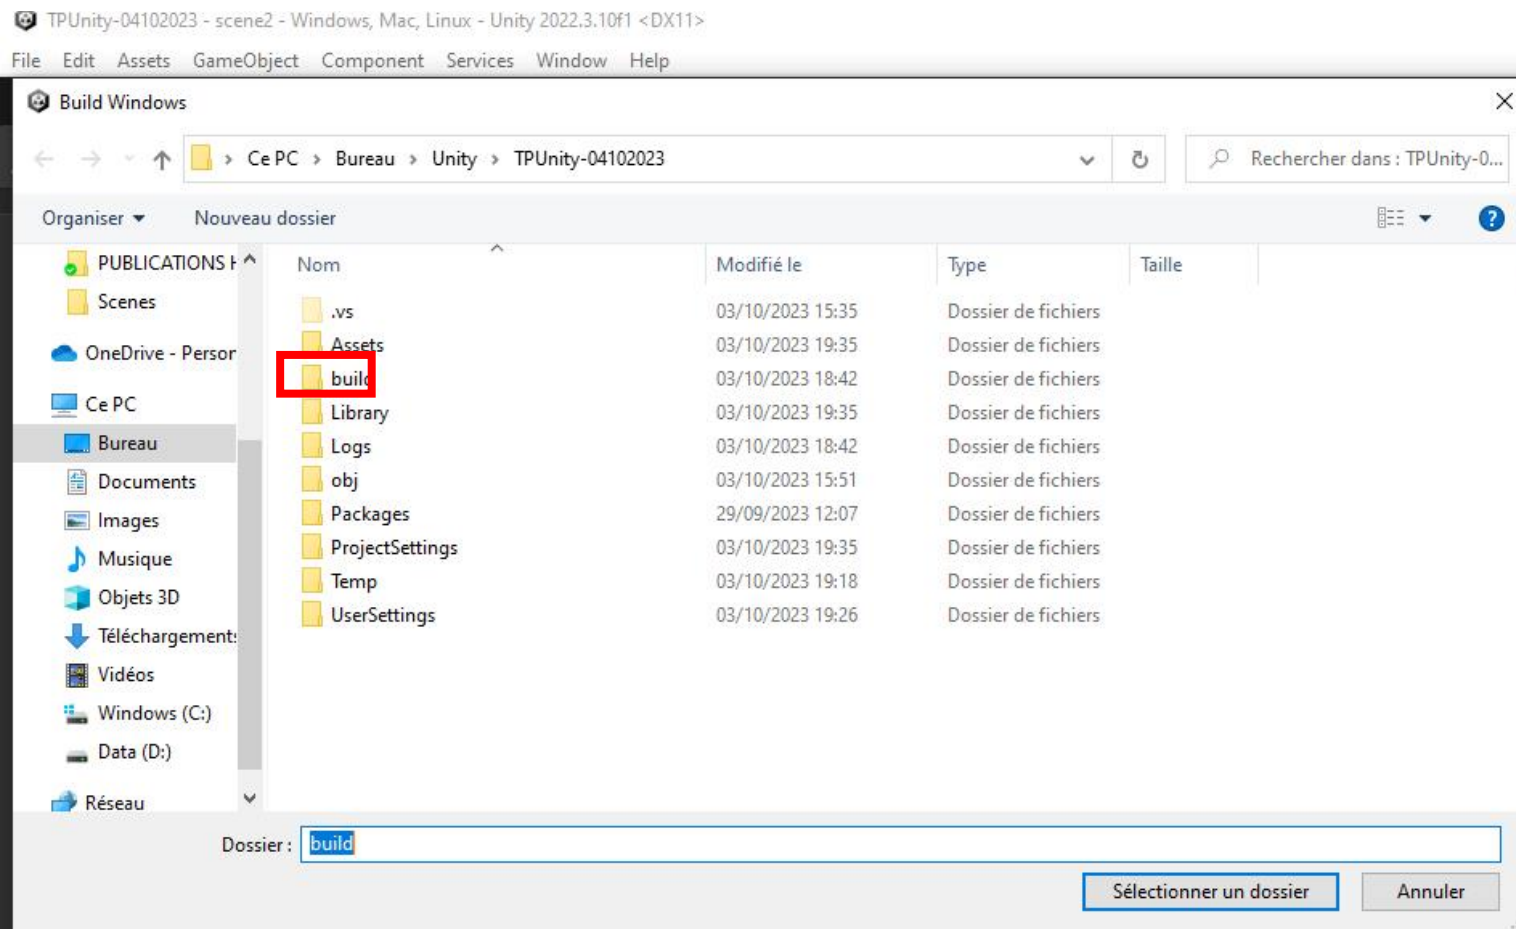 TPUnity-04102023 - scene2 - Windows, Mac, Linux - Unity 2022.3.10f1 <DX11>
File Edit Assets GameObject Component Services Window Help
Build Windows
Ce PC > Bureau > Unity > TPUnity-04102023
Rechercher dans : TPUnity-0...
Organiser Nouveau dossier
PUBLICATIONS
Scenes
OneDrive - Person
Ce PC
Bureau
Documents
Images
Musique
Objets 3D
Téléchargements
Vidéos
Windows (C:)
Data (D:)
Réseau
Nom Modifié le Type Taille
.vs 03/10/2023 15:35 Dossier de fichiers
Assets 03/10/2023 19:35 Dossier de fichiers
build 03/10/2023 18:42 Dossier de fichiers
Library 03/10/2023 19:35 Dossier de fichiers
Logs 03/10/2023 18:42 Dossier de fichiers
obj 03/10/2023 15:51 Dossier de fichiers
Packages 29/09/2023 12:07 Dossier de fichiers
ProjectSettings 03/10/2023 19:35 Dossier de fichiers
Temp 03/10/2023 19:18 Dossier de fichiers
UserSettings 03/10/2023 19:26 Dossier de fichiers
Dossier : build
Sélectionner un dossier Annuler